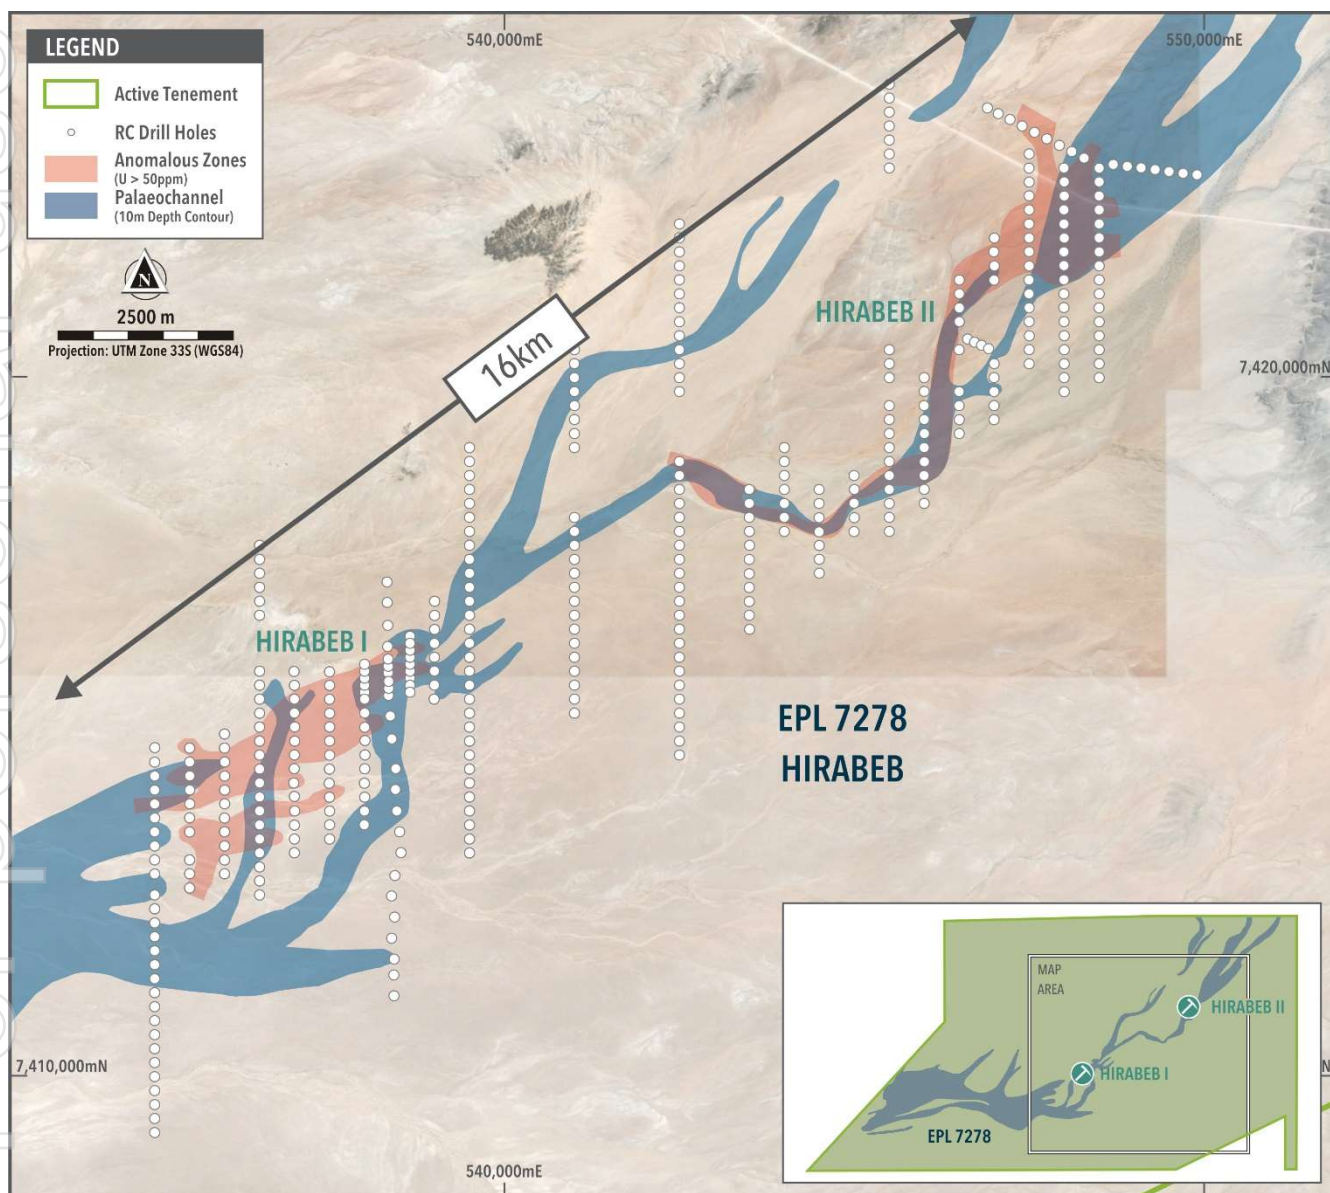 LEGEND
Active Tenement
RC Drill Holes
Anomalous Zones
(U > 50ppm)
Palaeochannel
(10m Depth Contour)
N
2500 m
Projection: UTM Zone 33S (WGS84)
540,000mE
550,000mE
16km
HIRABEB II
7,420,000mN
HIRABEB I
EPL 7278
HIRABEB
7,410,000mN
N
540,000mE
MAP
AREA
HIRABEB II
HIRABEB I
EPL 7278